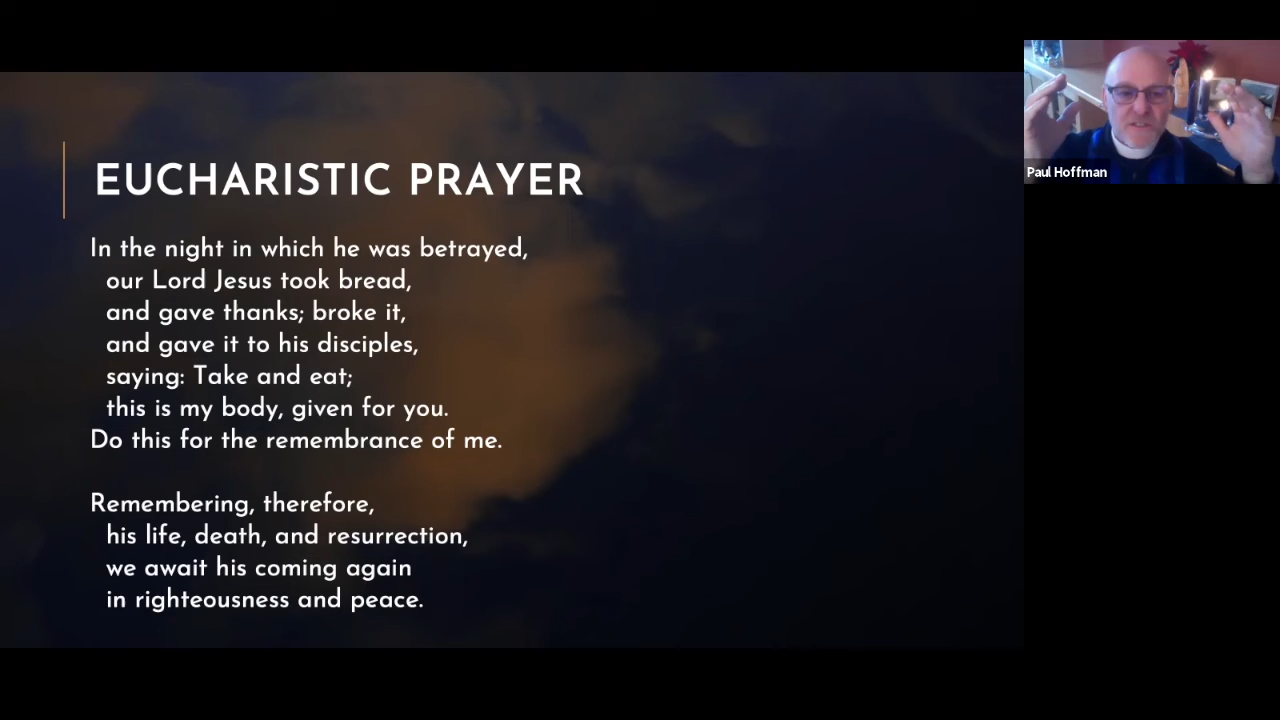 EUCHARISTIC PRAYER
In the night in which he was betrayed,
our Lord Jesus took bread,
and gave thanks; broke it,
and gave it to his disciples,
saying: Take and eat;
this is my body, given for you.
Do this for the remembrance of me.
Remembering, therefore,
his life, death, and resurrection,
we await his coming again
in righteousness and peace.
Paul Hoffman